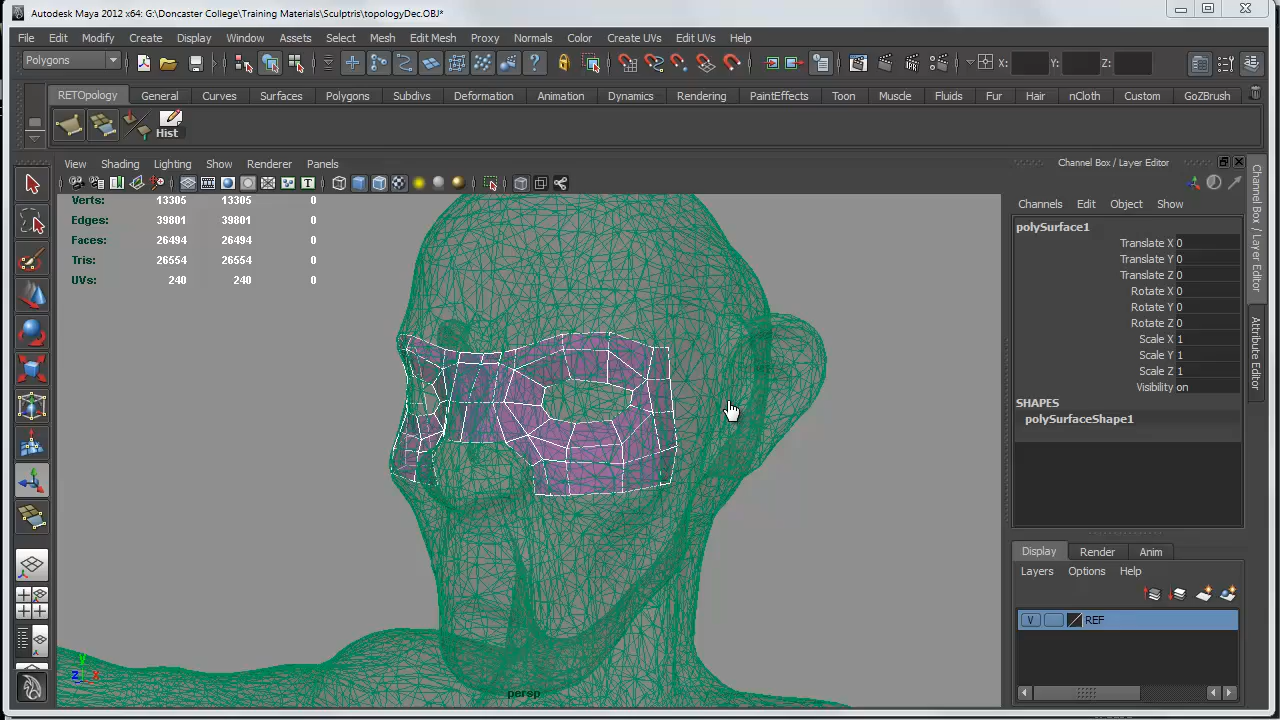 Autodesk Maya 2012 x64: G:\Doncaster College\Training Materials\Sculptris\topologyDec.OBJ*
File Edit Modify Create Display Window Assets Select Mesh Edit Mesh Proxy Normals Color Create UVs Edit UVs Help
Polygons X: Y: Z:
RETopology General Curves Surfaces Polygons Subdivs Deformation Animation Dynamics Rendering PaintEffects Toon Muscle Fluids Fur Hair nCloth Custom GoZBrush
Hist
View Shading Lighting Show Renderer Panels
Channel Box / Layer Editor
Verts: 13305 13305 0
Edges: 39801 39801 0
Faces: 26494 26494 0
Tris: 26554 26554 0
UVs: 240 240 0
Channels Edit Object Show
polySurface1
Translate X 0
Translate Y 0
Translate Z 0
Rotate X 0
Rotate Y 0
Rotate Z 0
Scale X 1
Scale Y 1
Scale Z 1
Visibility on
SHAPES
polySurfaceShape1
Channel Box / Layer Editor
Attribute Editor
Display Render Anim
Layers Options Help
V REF
y
z x
persp